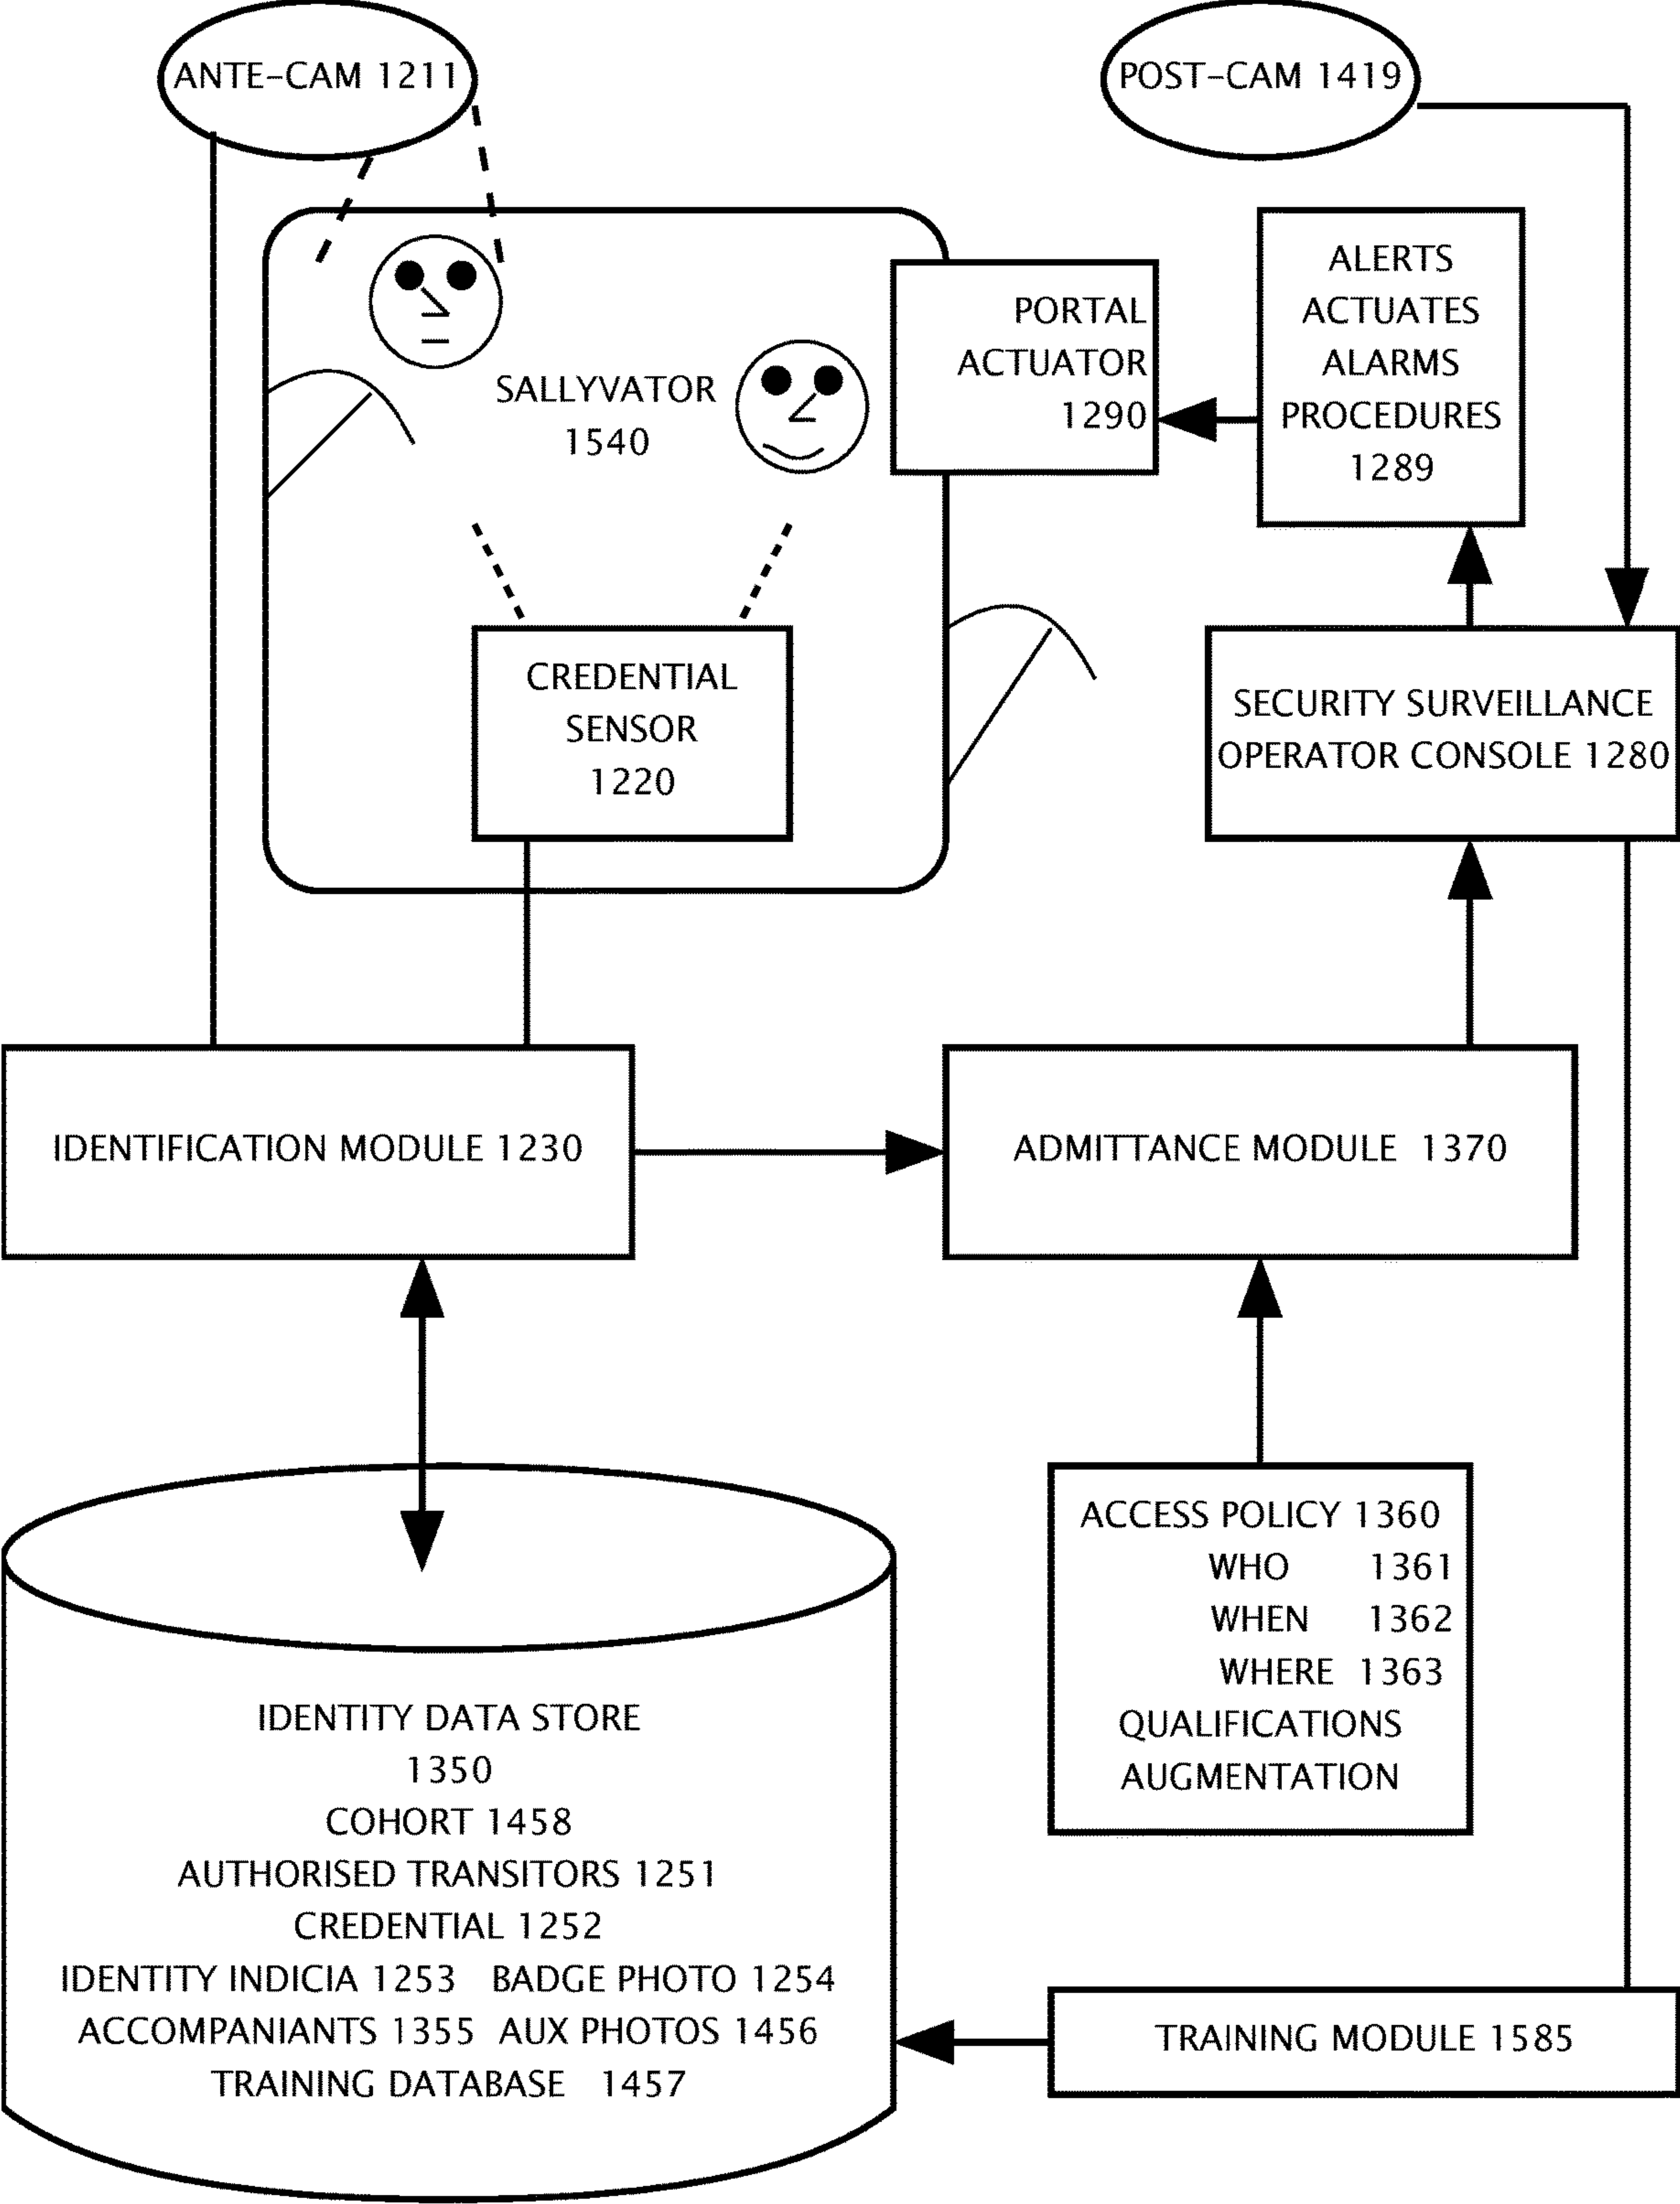 ANTE-CAM 1211
POST-CAM 1419
SALLYVATOR
1540
PORTAL
ACTUATOR
1290
ALERTS
ACTUATES
ALARMS
PROCEDURES
1289
CREDENTIAL
SENSOR
1220
SECURITY SURVEILLANCE
OPERATOR CONSOLE 1280
IDENTIFICATION MODULE 1230
ADMITTANCE MODULE 1370
ACCESS POLICY 1360
WHO 1361
WHEN 1362
WHERE 1363
QUALIFICATIONS
AUGMENTATION
IDENTITY DATA STORE
1350
COHORT 1458
AUTHORISED TRANSITORS 1251
CREDENTIAL 1252
IDENTITY INDICIA 1253 BADGE PHOTO 1254
ACCOMPANIANTS 1355 AUX PHOTOS 1456
TRAINING DATABASE 1457
TRAINING MODULE 1585